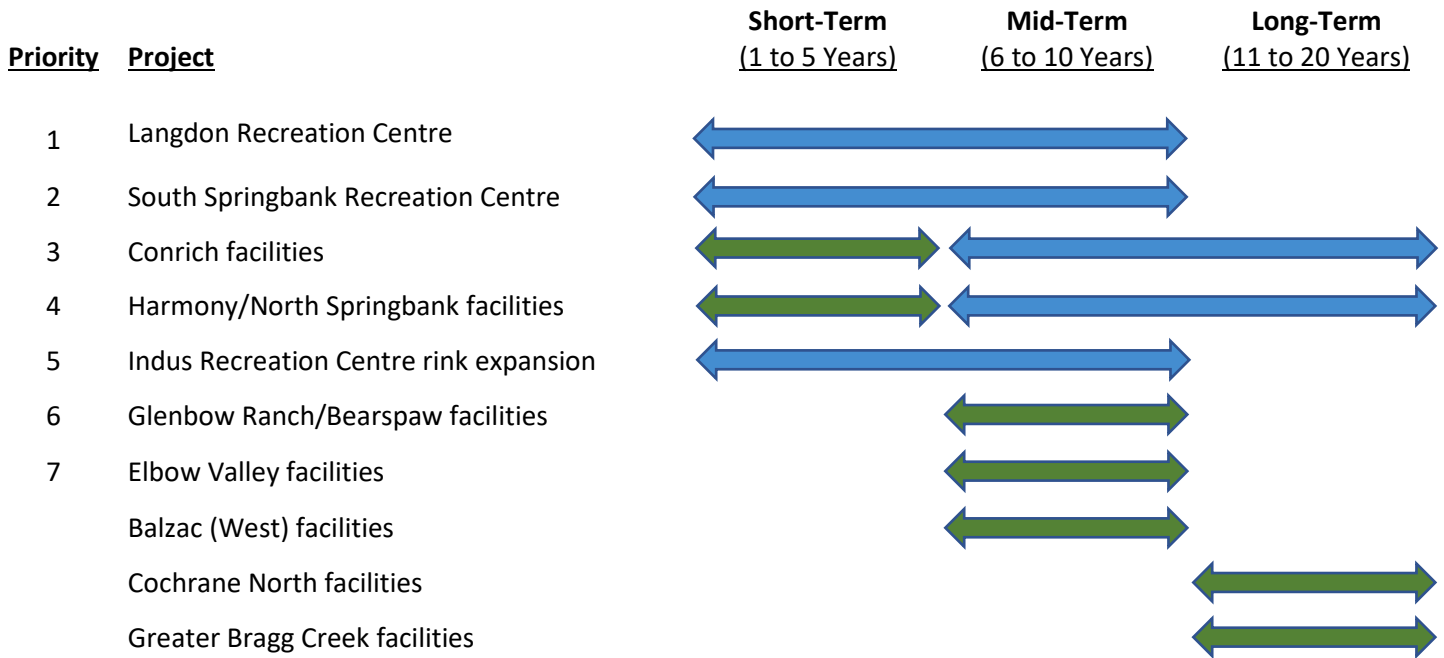 Short-Term Mid-Term Long-Term
Priority Project (1 to 5 Years) (6 to 10 Years) (11 to 20 Years)
1 Langdon Recreation Centre
2 South Springbank Recreation Centre
3 Conrich facilities
4 Harmony/North Springbank facilities
5 Indus Recreation Centre rink expansion
6 Glenbow Ranch/Bearspaw facilities
7 Elbow Valley facilities
Balzac (West) facilities
Cochrane North facilities
Greater Bragg Creek facilities